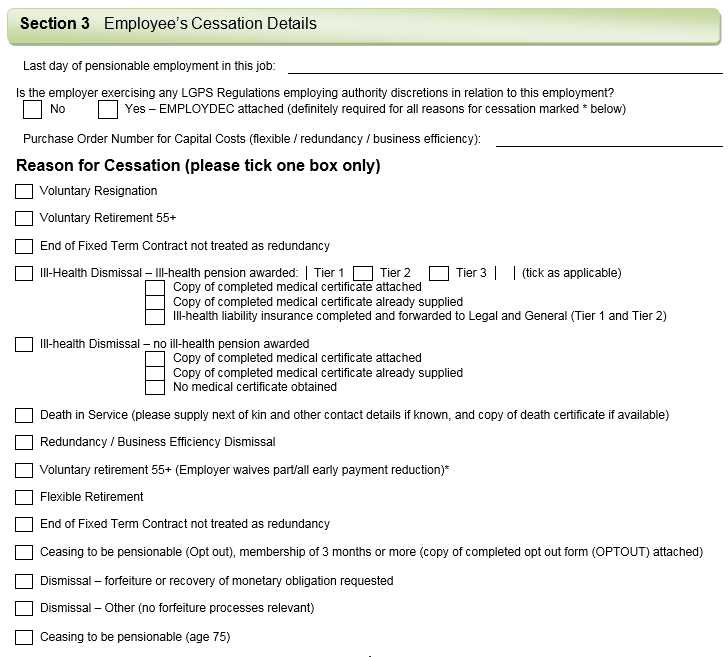 Section 3 Employee’s Cessation Details
Last day of pensionable employment in this job:
Is the employer exercising any LGPS Regulations employing authority discretions in relation to this employment?
No Yes – EMPLOYDEC attached (definitely required for all reasons for cessation marked * below)
Purchase Order Number for Capital Costs (flexible / redundancy / business efficiency):
Reason for Cessation (please tick one box only)
Voluntary Resignation
Voluntary Retirement 55+
End of Fixed Term Contract not treated as redundancy
Ill-Health Dismissal – Ill-health pension awarded: Tier 1 Tier 2 Tier 3 (tick as applicable)
Copy of completed medical certificate attached
Copy of completed medical certificate already supplied
Ill-health liability insurance completed and forwarded to Legal and General (Tier 1 and Tier 2)
Ill-health Dismissal – no ill-health pension awarded
Copy of completed medical certificate attached
Copy of completed medical certificate already supplied
No medical certificate obtained
Death in Service (please supply next of kin and other contact details if known, and copy of death certificate if available)
Redundancy / Business Efficiency Dismissal
Voluntary retirement 55+ (Employer waives part/all early payment reduction)*
Flexible Retirement
End of Fixed Term Contract not treated as redundancy
Ceasing to be pensionable (Opt out), membership of 3 months or more (copy of completed opt out form (OPTOUT) attached)
Dismissal – forfeiture or recovery of monetary obligation requested
Dismissal – Other (no forfeiture processes relevant)
Ceasing to be pensionable (age 75)